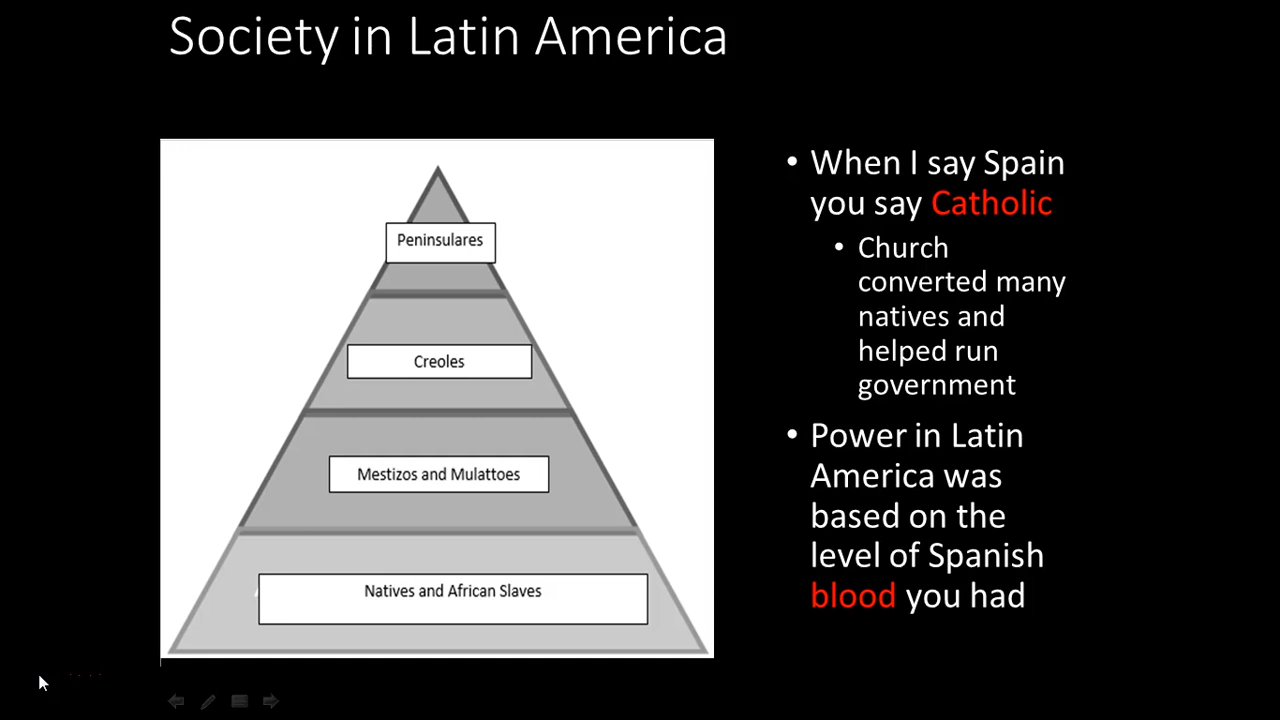 Society in Latin America
Peninsulares
Creoles
Mestizos and Mulattoes
Natives and African Slaves
• When I say Spain
you say Catholic
• Church
converted many
natives and
helped run
government
• Power in Latin
America was
based on the
level of Spanish
blood you had